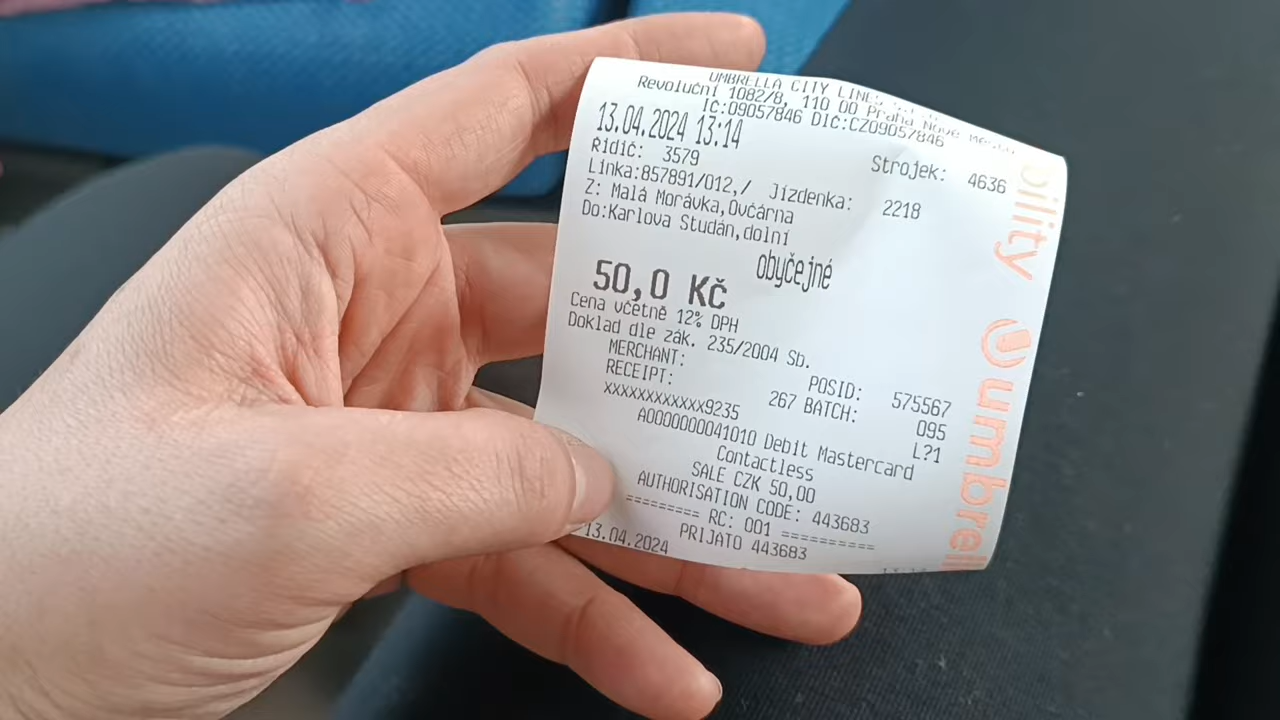 UMBRELLA CITY LINES
Revoluční 1082/8, 110 00 Praha Nové
IČ:09057846 DIČ:CZ09057846
13.04.2024 13:14
Řidič: 3579 Strojek: 4636
Linka:857891/012,/ Jízdenka: 2218
Z: Malá Morávka,Ovčárna
Do:Karlova Studán,dolní
obyčejné
50,0 Kč
Cena včetně 12% DPH
Doklad dle zák. 235/2004 Sb.
MERCHANT: POSID: 575567
RECEIPT: 267 BATCH: 095
XXXXXXXXXXXX9235 L?1
A0000000041010 Debit Mastercard
Contactless
SALE CZK 50,00
AUTHORISATION CODE: 443683
========= RC: 001 ==========
PRIJATO 443683
13.04.2024
bility
umbrell